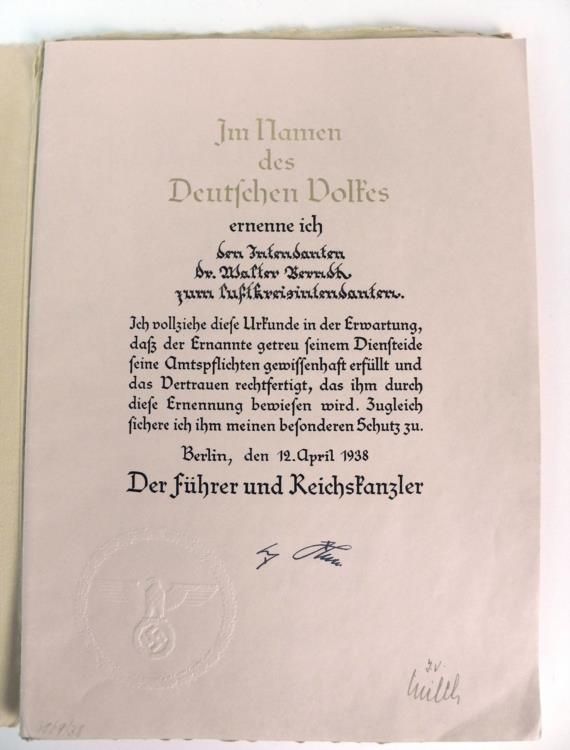 Im Namen
des
Deutschen Volkes
ernenne ich
den Intendanten
Dr. Walter Berndt
zum Luftkreisintendanten.
Ich vollziehe diese Urkunde in der Erwartung,
daß der Ernannte getreu seinem Diensteide
seine Amtspflichten gewissenhaft erfüllt und
das Vertrauen rechtfertigt, das ihm durch
diese Ernennung bewiesen wird. Zugleich
sichere ich ihm meinen besonderen Schutz zu.
Berlin, den 12. April 1938
Der Führer und Reichskanzler
J.V.
Milch